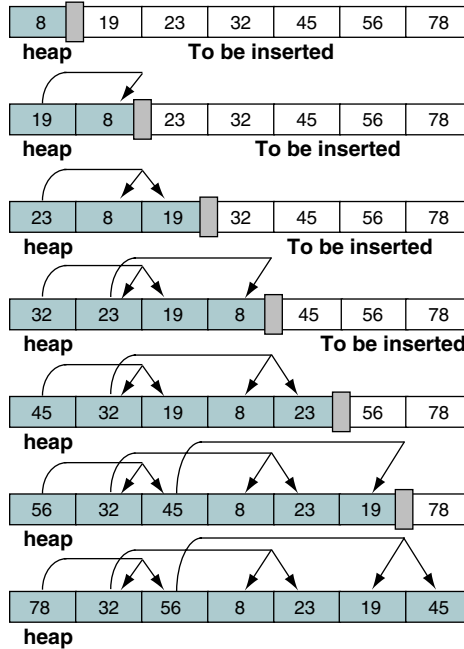 8 19 23 32 45 56 78
heap To be inserted
19 8 23 32 45 56 78
heap To be inserted
23 8 19 32 45 56 78
heap To be inserted
32 23 19 8 45 56 78
heap To be inserted
45 32 19 8 23 56 78
heap
56 32 45 8 23 19 78
heap
78 32 56 8 23 19 45
heap